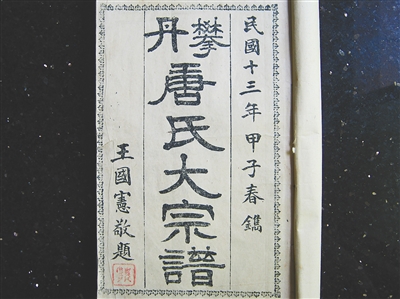 民國十三年甲子春鐫
攀丹
唐氏大宗譜
王國憲敬題